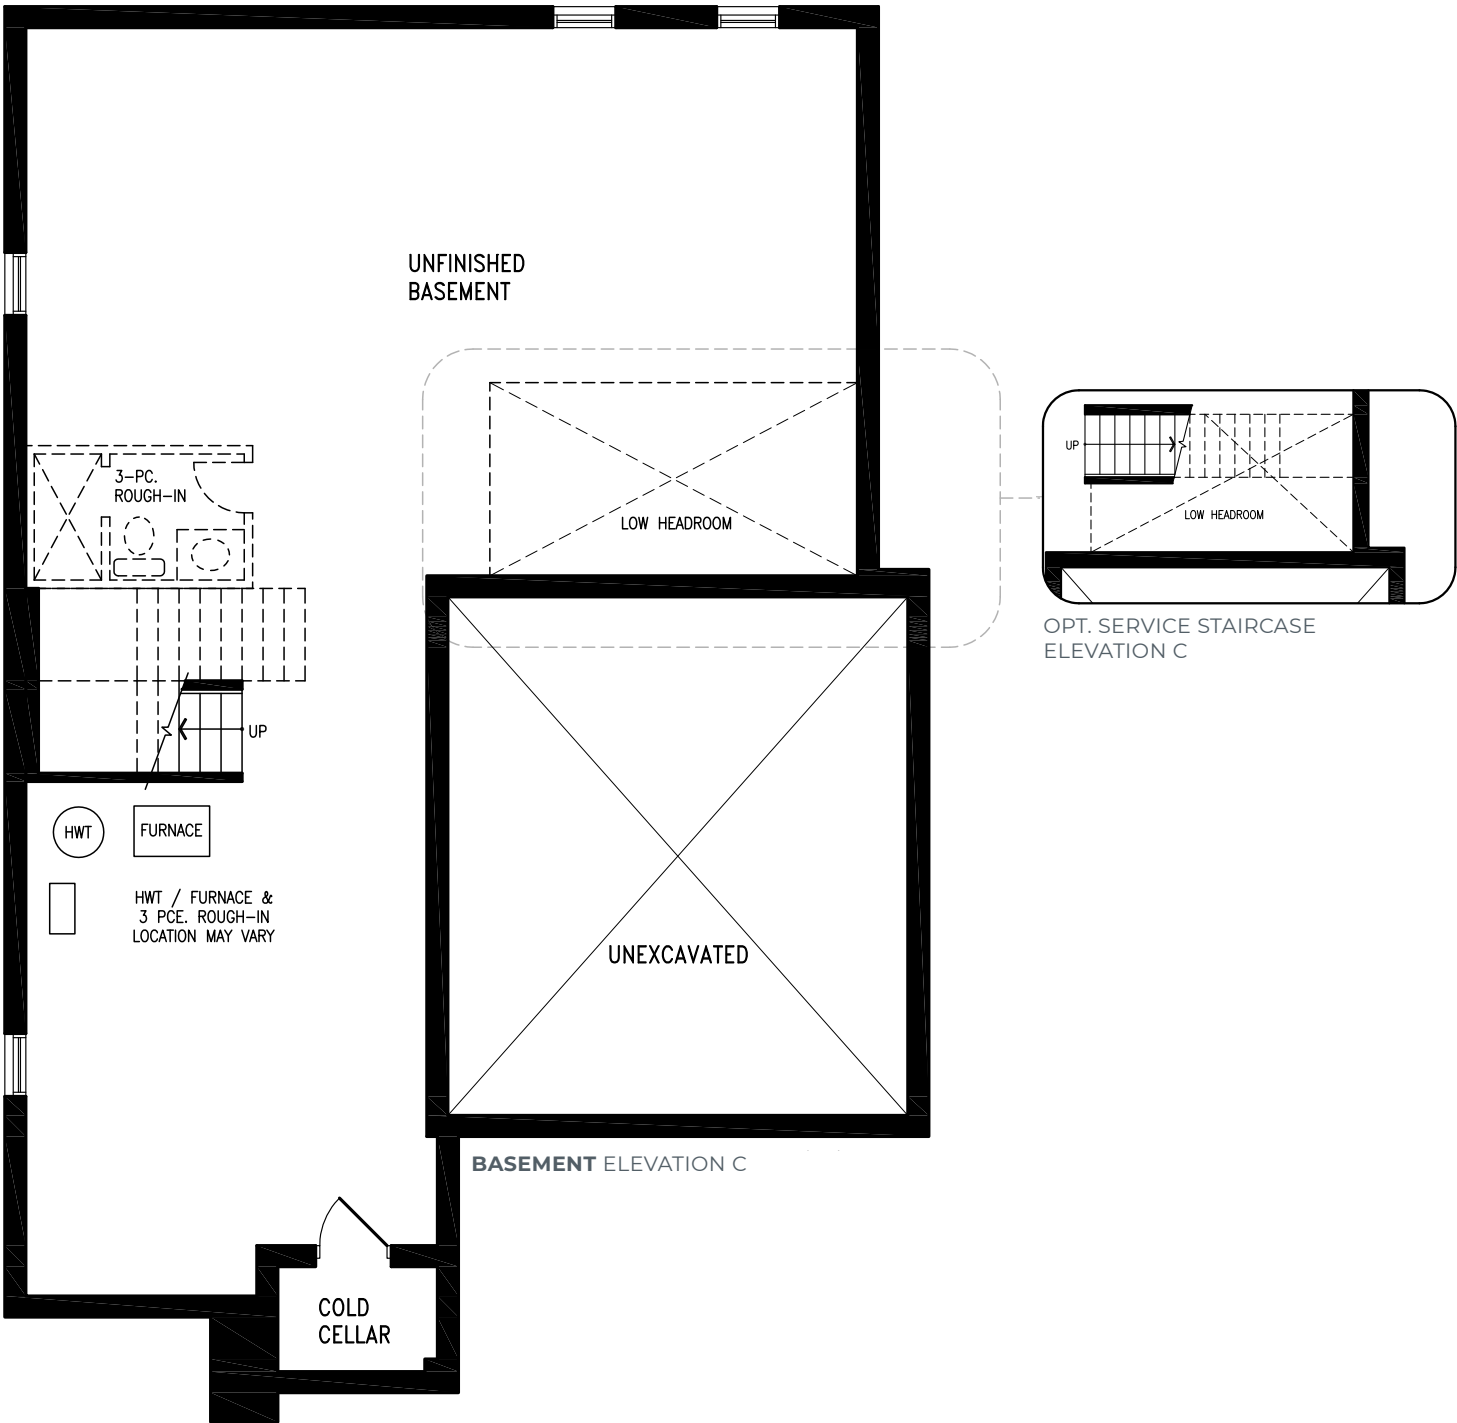 UNFINISHED
BASEMENT
3-PC.
ROUGH-IN
LOW HEADROOM
UP
LOW HEADROOM
OPT. SERVICE STAIRCASE
ELEVATION C
UP
HWT
FURNACE
HWT / FURNACE &
3 PCE. ROUGH-IN
LOCATION MAY VARY
UNEXCAVATED
BASEMENT ELEVATION C
COLD
CELLAR